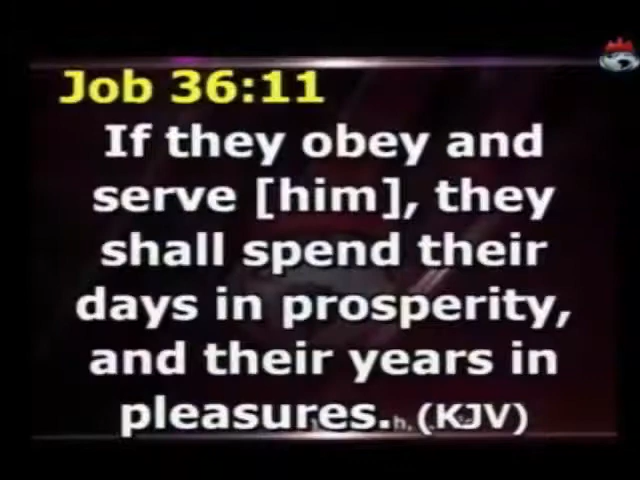 Job 36:11
If they obey and
serve [him], they
shall spend their
days in prosperity,
and their years in
pleasures. (KJV)